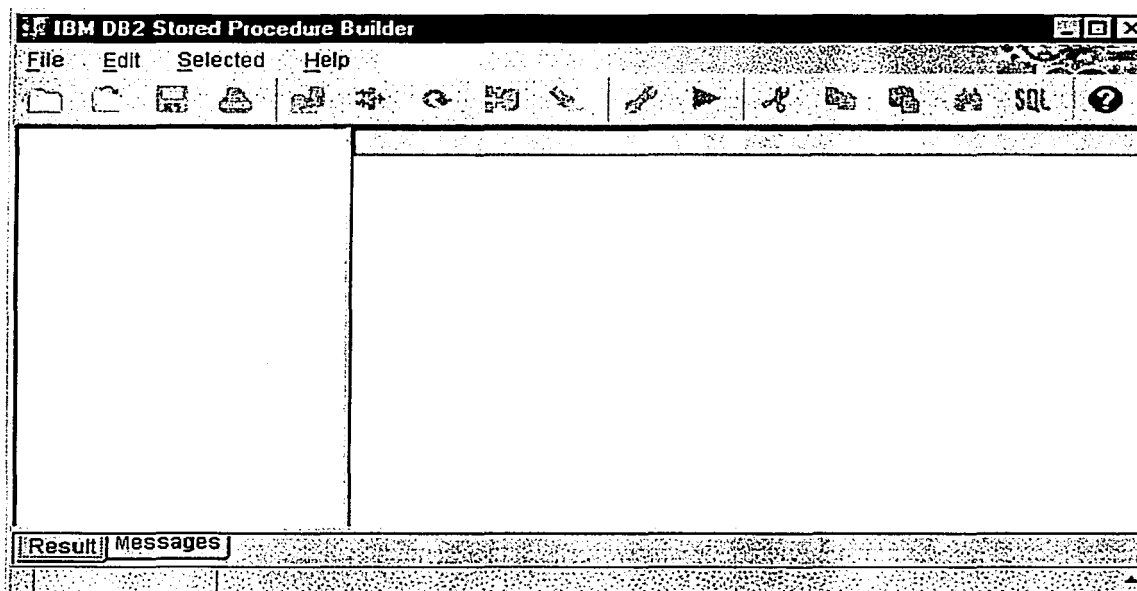 IBM DB2 Stored Procedure Builder
File Edit Selected Help
SQL ?
Result Messages